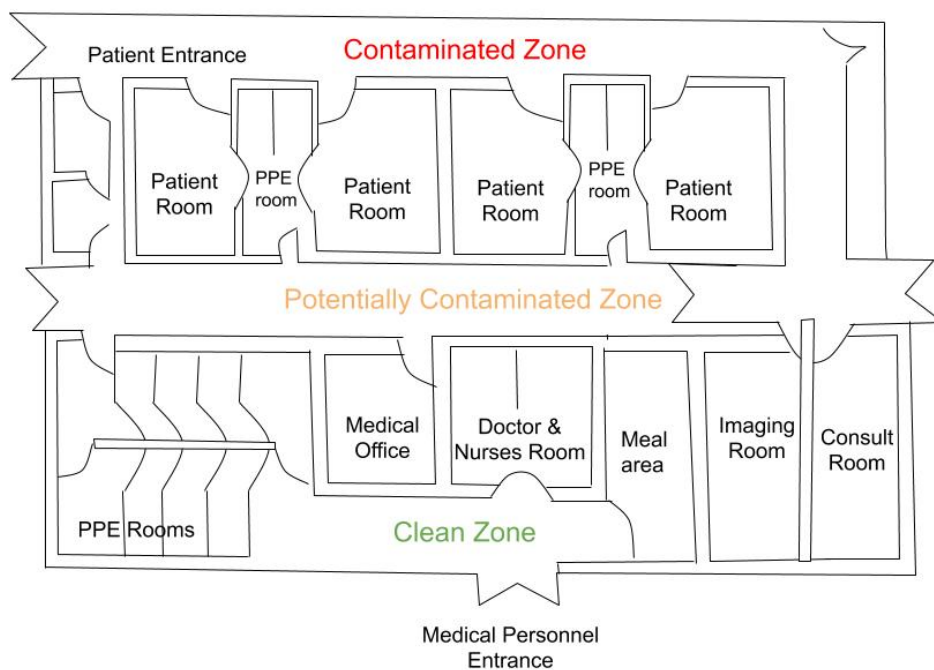 Patient Entrance
Contaminated Zone
Patient
Room
PPE
room
Patient
Room
Patient
Room
PPE
room
Patient
Room
Potentially Contaminated Zone
Medical
Office
Doctor &
Nurses Room
Meal
area
Imaging
Room
Consult
Room
PPE Rooms
Clean Zone
Medical Personnel
Entrance